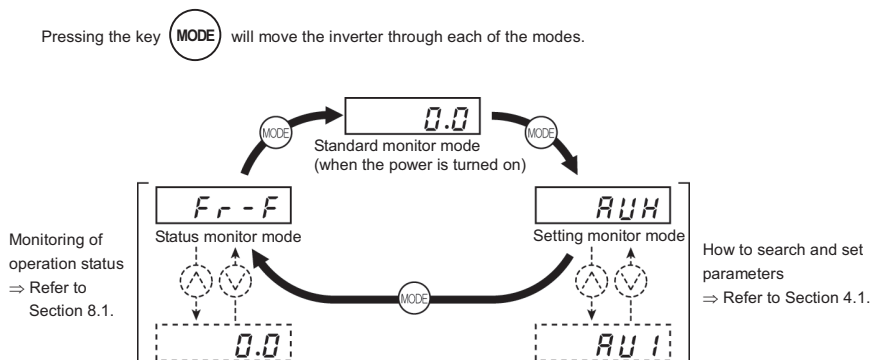 Pressing the key MODE will move the inverter through each of the modes.
0.0
MODE
MODE
Standard monitor mode
(when the power is turned on)
Fr-F
AUH
Status monitor mode
Setting monitor mode
Monitoring of
operation status
⇒ Refer to
Section 8.1.
How to search and set
parameters
⇒ Refer to Section 4.1.
MODE
0.0
AU1